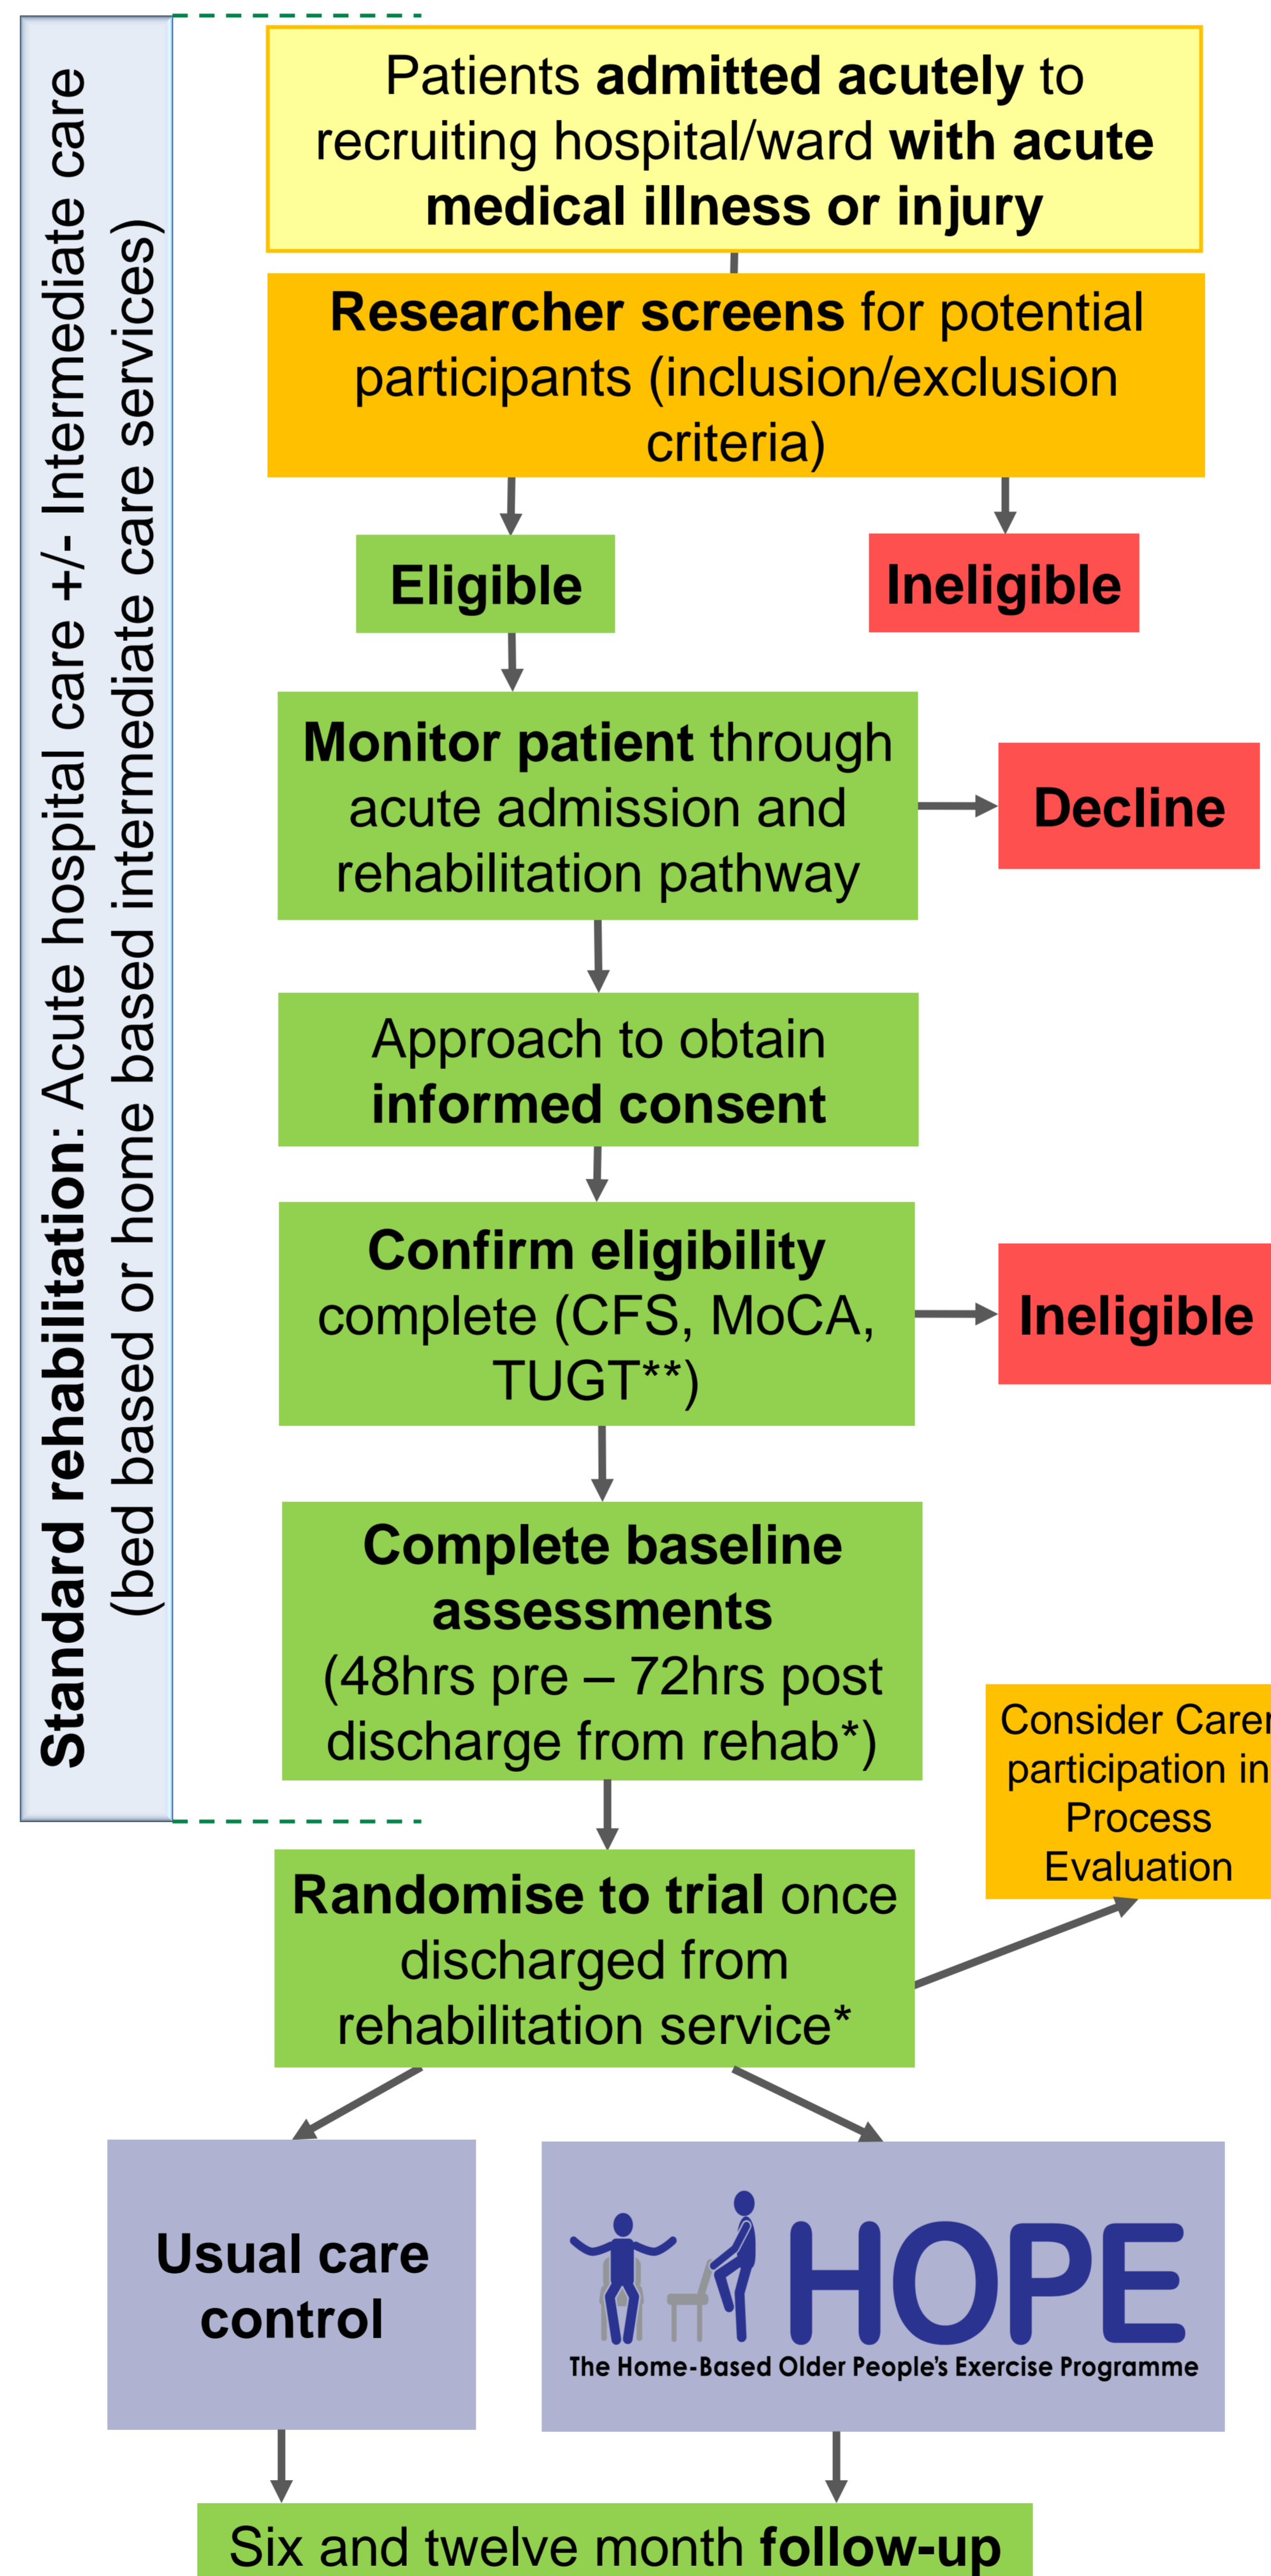 Standard rehabilitation: Acute hospital care +/- Intermediate care
(bed based or home based intermediate care services)
Patients admitted acutely to
recruiting hospital/ward with acute
medical illness or injury
Researcher screens for potential
participants (inclusion/exclusion
criteria)
Eligible
Ineligible
Monitor patient through
acute admission and
rehabilitation pathway
Decline
Approach to obtain
informed consent
Confirm eligibility
complete (CFS, MoCA,
TUGT**)
Ineligible
Complete baseline
assessments
(48hrs pre – 72hrs post
discharge from rehab*)
Consider Carer
participation in
Process
Evaluation
Randomise to trial once
discharged from
rehabilitation service*
Usual care
control
HOPE
The Home-Based Older People's Exercise Programme
Six and twelve month follow-up